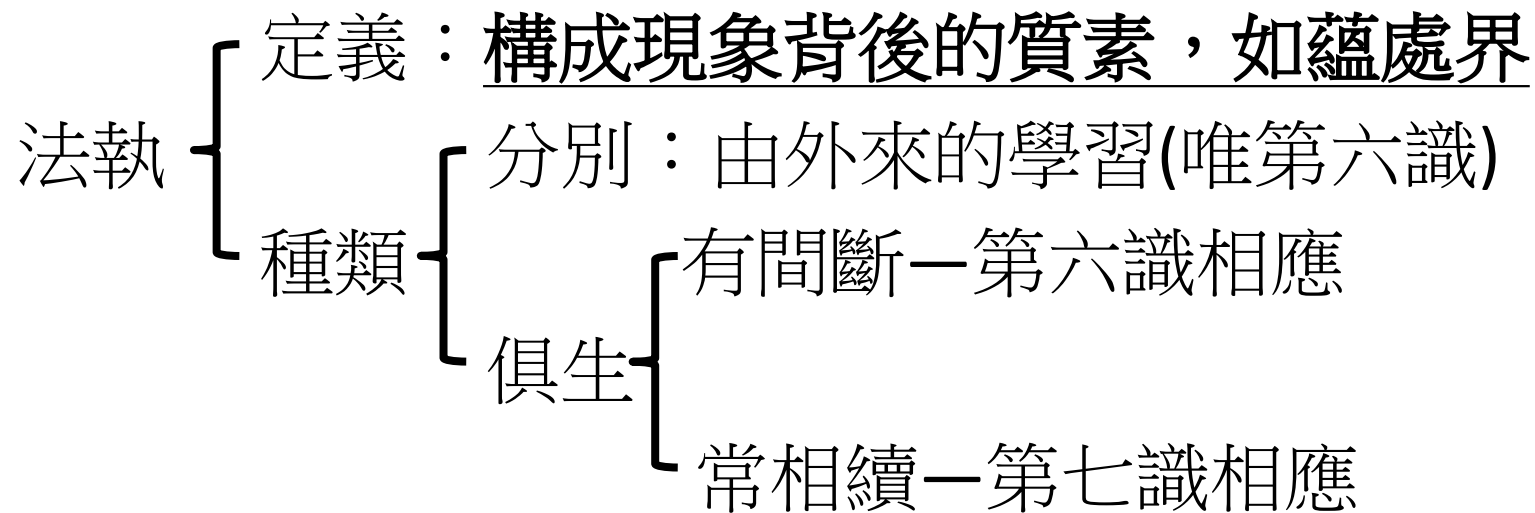 定義：構成現象背後的質素，如蘊處界
法執
分別：由外來的學習(唯第六識)
種類
有間斷—第六識相應
俱生
常相續—第七識相應